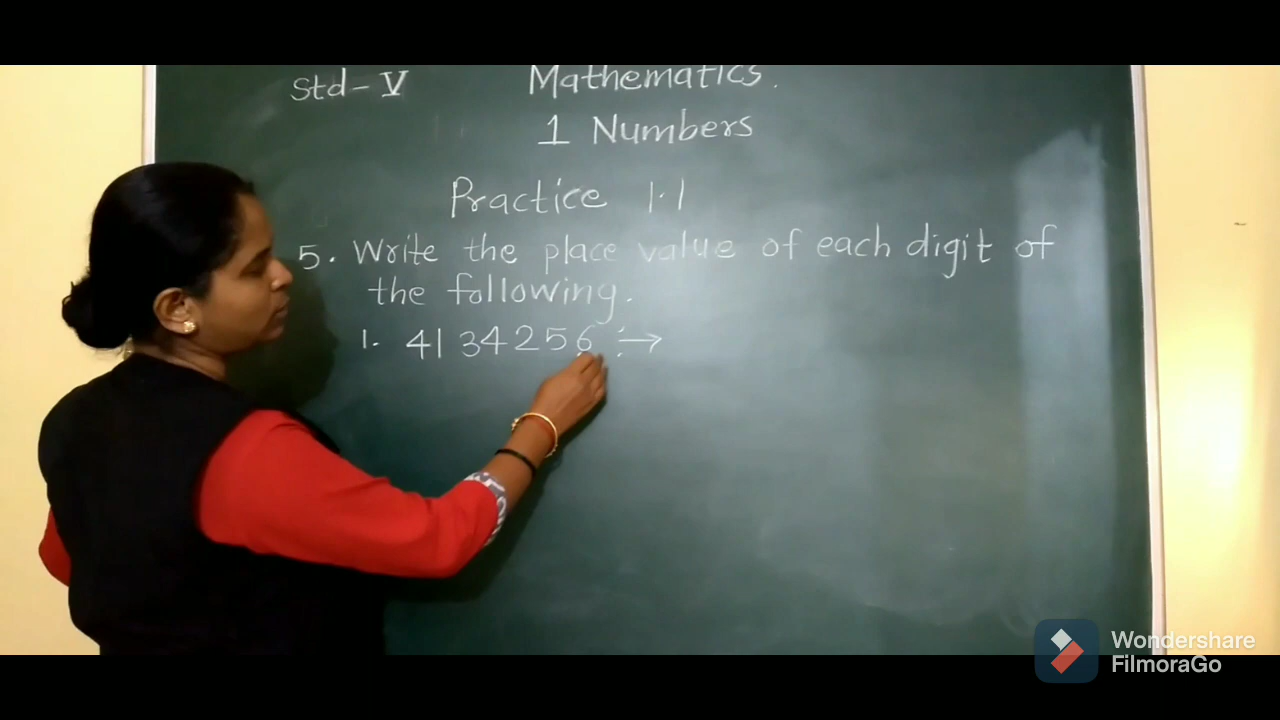 Std - V Mathematics.
1 Numbers
Practice 1.1
5. Write the place value of each digit of
the following.
1. 4134256 :→
Wondershare
FilmoraGo